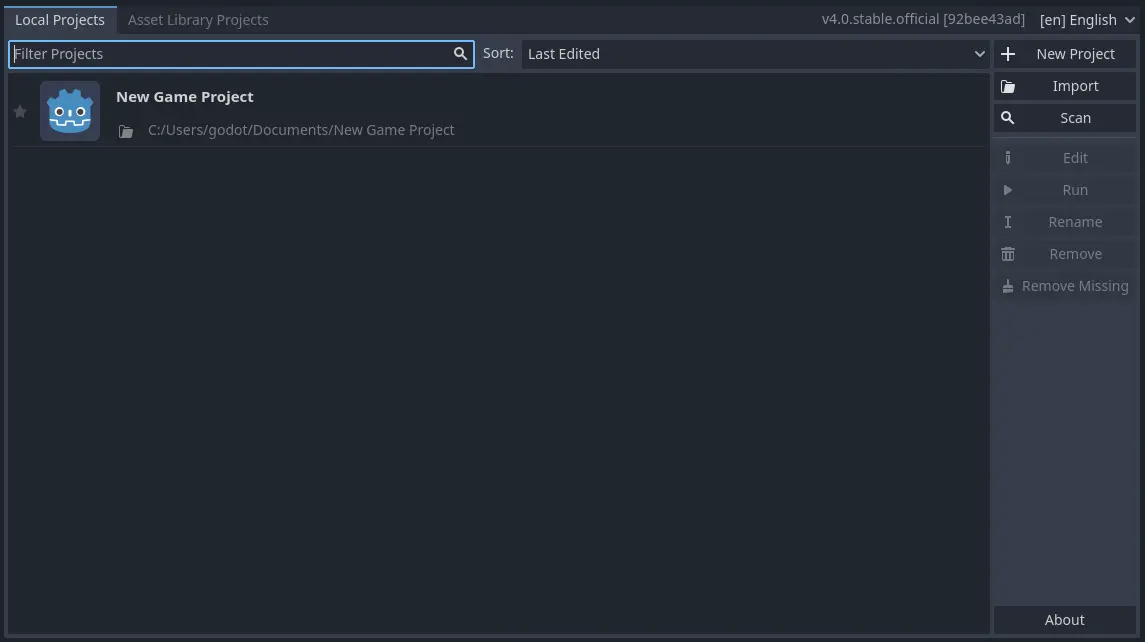 Local Projects Asset Library Projects v4.0.stable.official [92bee43ad] [en] English
Filter Projects Sort: Last Edited New Project
Import
New Game Project
Scan
C:/Users/godot/Documents/New Game Project
Edit
Run
Rename
Remove
Remove Missing
About